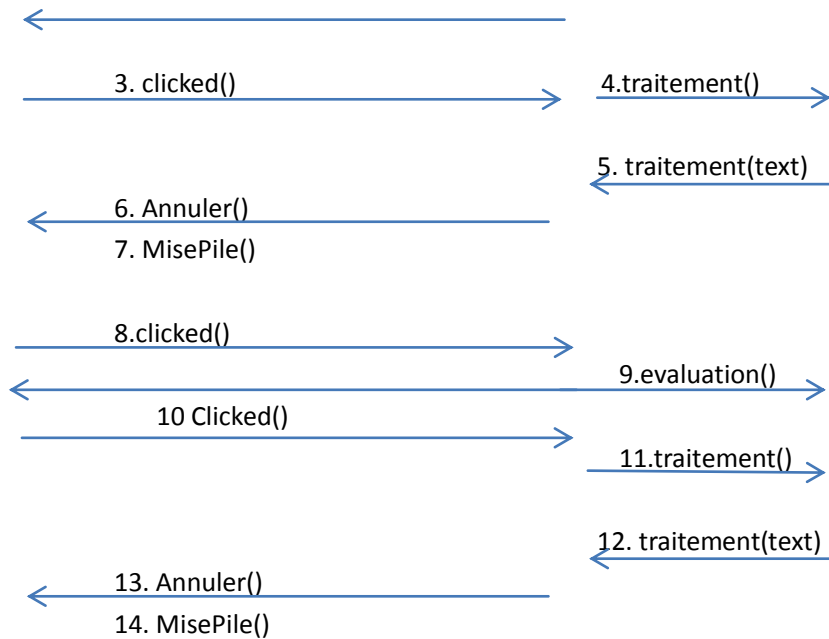 3. clicked()
4.traitement()
5. traitement(text)
6. Annuler()
7. MisePile()
8.clicked()
9.evaluation()
10 Clicked()
11.traitement()
12. traitement(text)
13. Annuler()
14. MisePile()